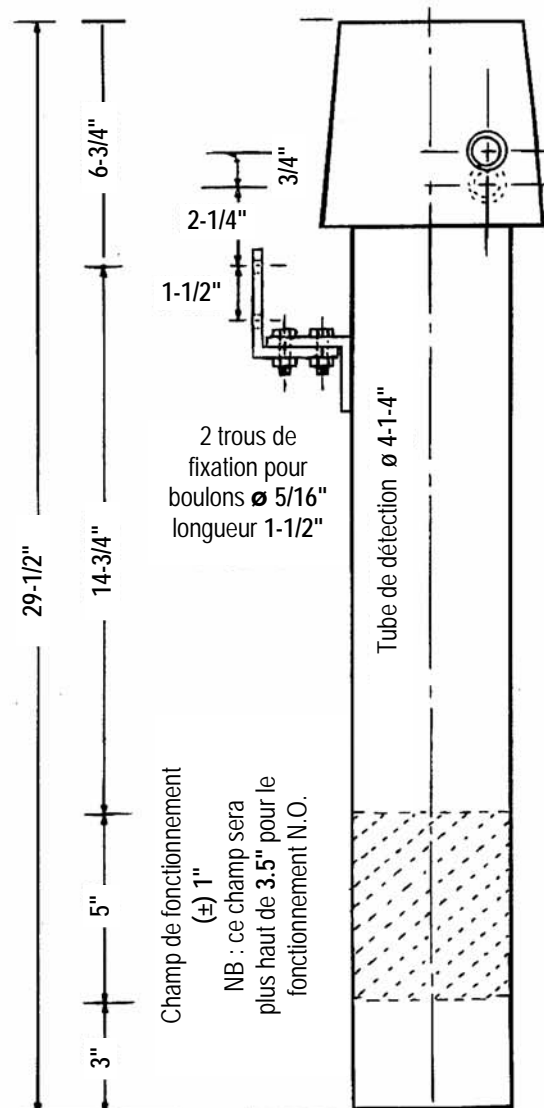 6-3/4"
3/4"
2-1/4"
1-1/2"
2 trous de
fixation pour
boulons ø 5/16"
longueur 1-1/2"
29-1/2"
14-3/4"
Tube de détection ø 4-1-4"
Champ de fonctionnement
(±) 1"
NB : ce champ sera
plus haut de 3.5" pour le
fonctionnement N.O.
5"
3"